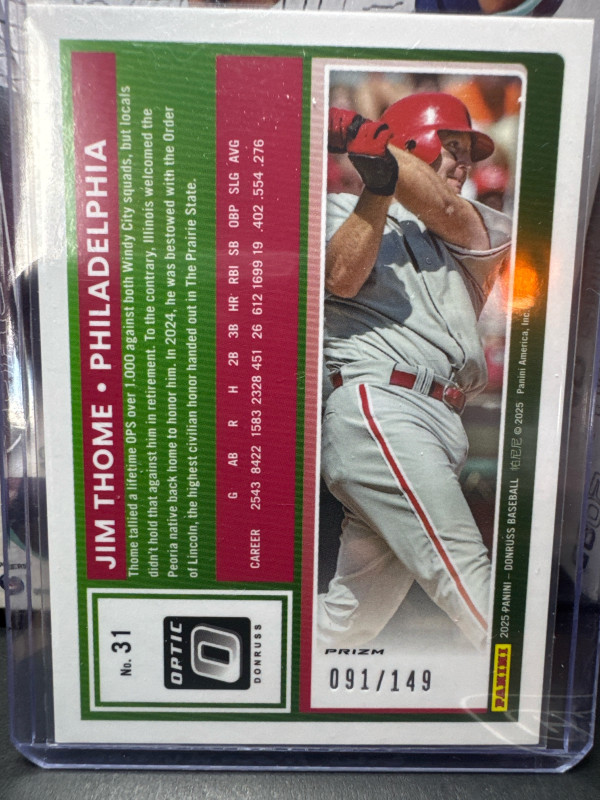 JIM THOME • PHILADELPHIA
Thome tallied a lifetime OPS over 1.000 against both Windy City squads, but locals
didn't hold that against him in retirement. To the contrary, Illinois welcomed the
Peoria native back home to honor him. In 2024, he was bestowed with the Order
of Lincoln, the highest civilian honor handed out in The Prairie State.
G AB R H 2B 3B HR RBI SB OBP SLG AVG
CAREER 2543 8422 1583 2328 451 26 612 1699 19 .402 .554 .276
No. 31
OPTIC
DONRUSS
PRIZM
091/149
PANINI
2025 PANINI – DONRUSS BASEBALL 帕尼尼 © 2025 Panini America, Inc.